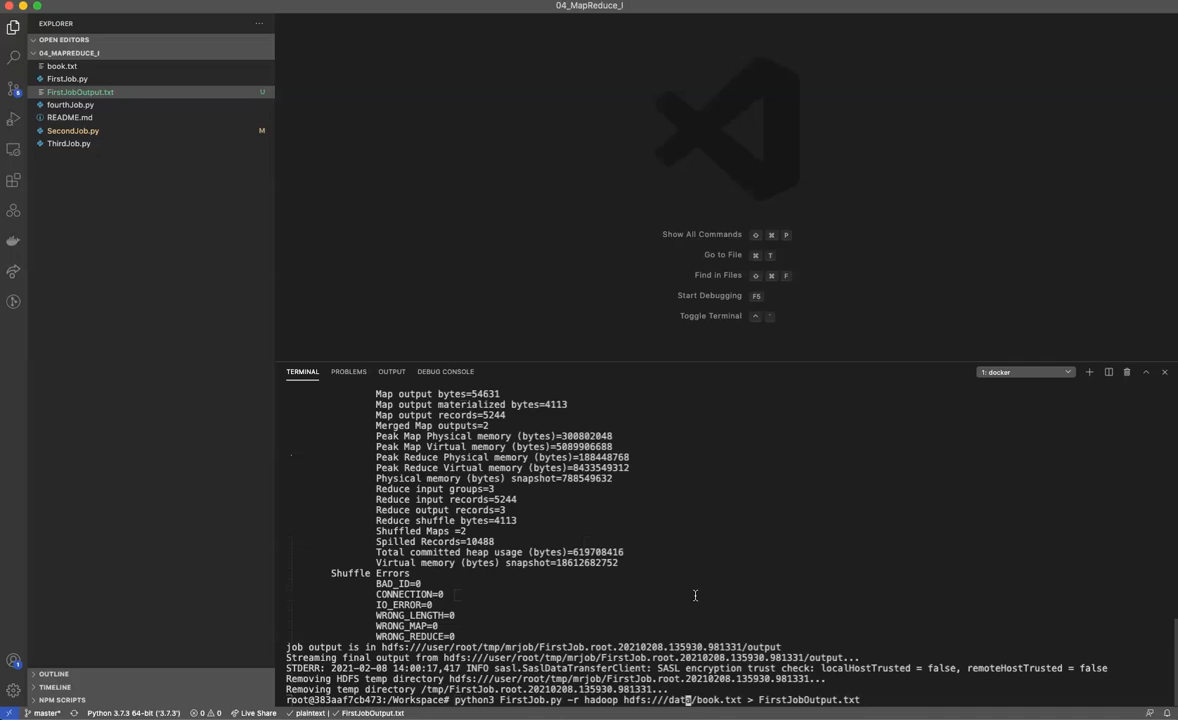 04_MapReduce_I
EXPLORER
OPEN EDITORS
04_MAPREDUCE_I
book.txt
FirstJob.py
FirstJobOutput.txt U
fourthJob.py
README.md
SecondJob.py M
ThirdJob.py
Show All Commands ⇧ ⌘ P
Go to File ⌘ T
Find in Files ⇧ ⌘ F
Start Debugging F5
Toggle Terminal ^ `
TERMINAL PROBLEMS OUTPUT DEBUG CONSOLE 1: docker
Map output bytes=54631
Map output materialized bytes=4113
Map output records=5244
Merged Map outputs=2
Peak Map Physical memory (bytes)=300802048
Peak Map Virtual memory (bytes)=5089906688
Peak Reduce Physical memory (bytes)=188448768
Peak Reduce Virtual memory (bytes)=8433549312
Physical memory (bytes) snapshot=788549632
Reduce input groups=3
Reduce input records=5244
Reduce output records=3
Reduce shuffle bytes=4113
Shuffled Maps =2
Spilled Records=10488
Total committed heap usage (bytes)=619708416
Virtual memory (bytes) snapshot=18612682752
Shuffle Errors
BAD_ID=0
CONNECTION=0
IO_ERROR=0
WRONG_LENGTH=0
WRONG_MAP=0
WRONG_REDUCE=0
job output is in hdfs:///user/root/tmp/mrjob/FirstJob.root.20210208.135930.981331/output
Streaming final output from hdfs:///user/root/tmp/mrjob/FirstJob.root.20210208.135930.981331/output...
STDERR: 2021-02-08 14:00:17,417 INFO sasl.SaslDataTransferClient: SASL encryption trust check: localHostTrusted = false, remoteHostTrusted = false
Removing HDFS temp directory hdfs:///user/root/tmp/mrjob/FirstJob.root.20210208.135930.981331...
Removing temp directory /tmp/FirstJob.root.20210208.135930.981331...
root@383aaf7cb473:/Workspace# python3 FirstJob.py -r hadoop hdfs:///data/book.txt > FirstJobOutput.txt
OUTLINE
TIMELINE
NPM SCRIPTS
master* Python 3.7.3 64-bit ('3.7.3') 0 0 Live Share plaintext | ✓ FirstJobOutput.txt